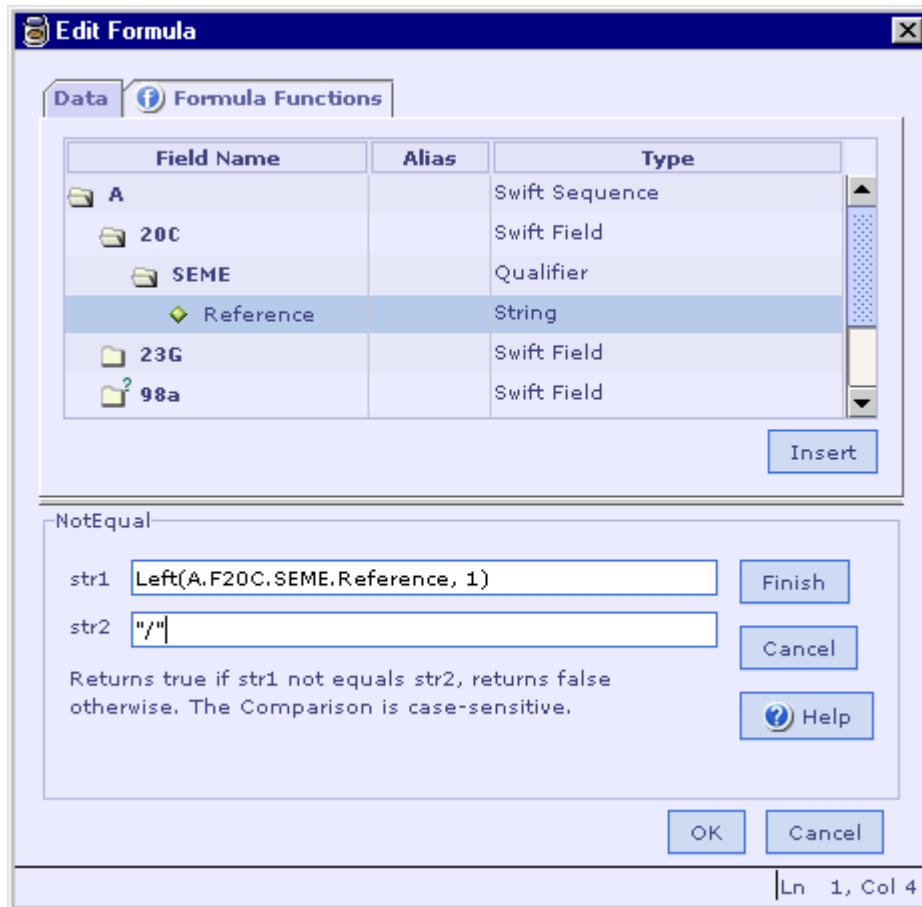 Edit Formula
Data Formula Functions
Field Name Alias Type
A Swift Sequence
20C Swift Field
SEME Qualifier
Reference String
23G Swift Field
98a Swift Field
Insert
NotEqual
str1 Left(A.F20C.SEME.Reference, 1) Finish
str2 "/"
Cancel
Returns true if str1 not equals str2, returns false
otherwise. The Comparison is case-sensitive.
Help
OK Cancel
Ln 1, Col 4